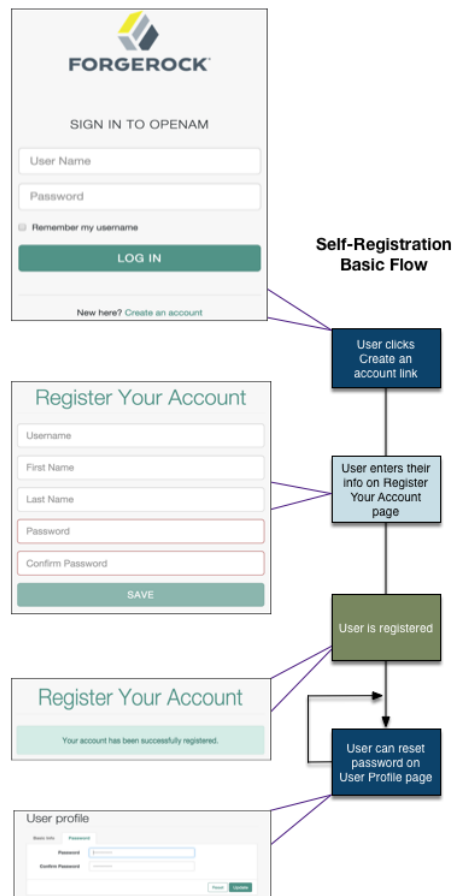 FORGEROCK
SIGN IN TO OPENAM
User Name
Password
Remember my username
LOG IN
New here? Create an account
Self-Registration
Basic Flow
User clicks
Create an
account link
Register Your Account
Username
First Name
Last Name
Password
Confirm Password
SAVE
User enters their
info on Register
Your Account
page
User is registered
Register Your Account
Your account has been successfully registered.
User can reset
password on
User Profile page
User profile
Basic Info Password
Password
Confirm Password
Reset Update